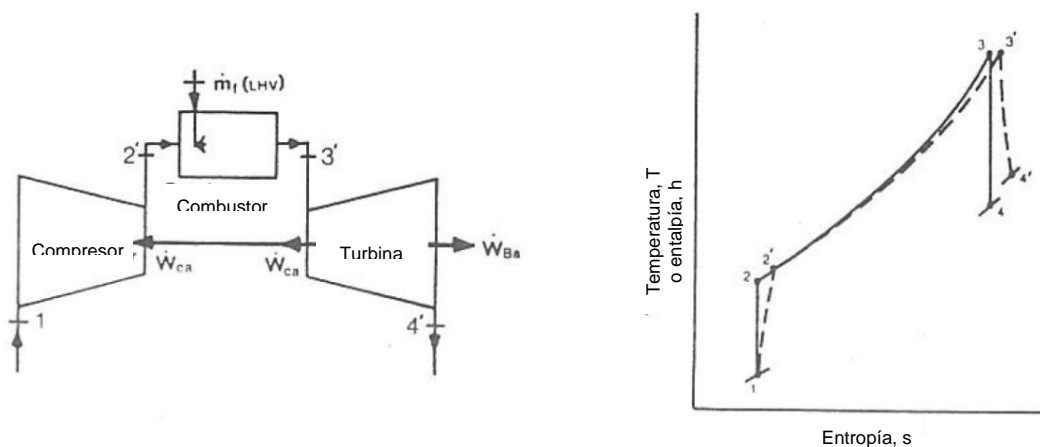 ṁf (LHV)
2'
3'
Combustor
Compresor
Turbina
ẆCa
ẆCa
ẆBa
1
4'
Temperatura, T
o entalpía, h
3
3'
4'
4
2
2'
1
Entropía, s